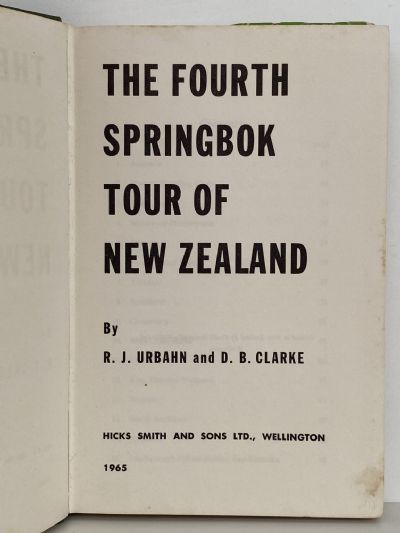 THE FOURTH
SPRINGBOK
TOUR OF
NEW ZEALAND
By
R. J. URBAHN and D. B. CLARKE
HICKS SMITH AND SONS LTD., WELLINGTON
1965